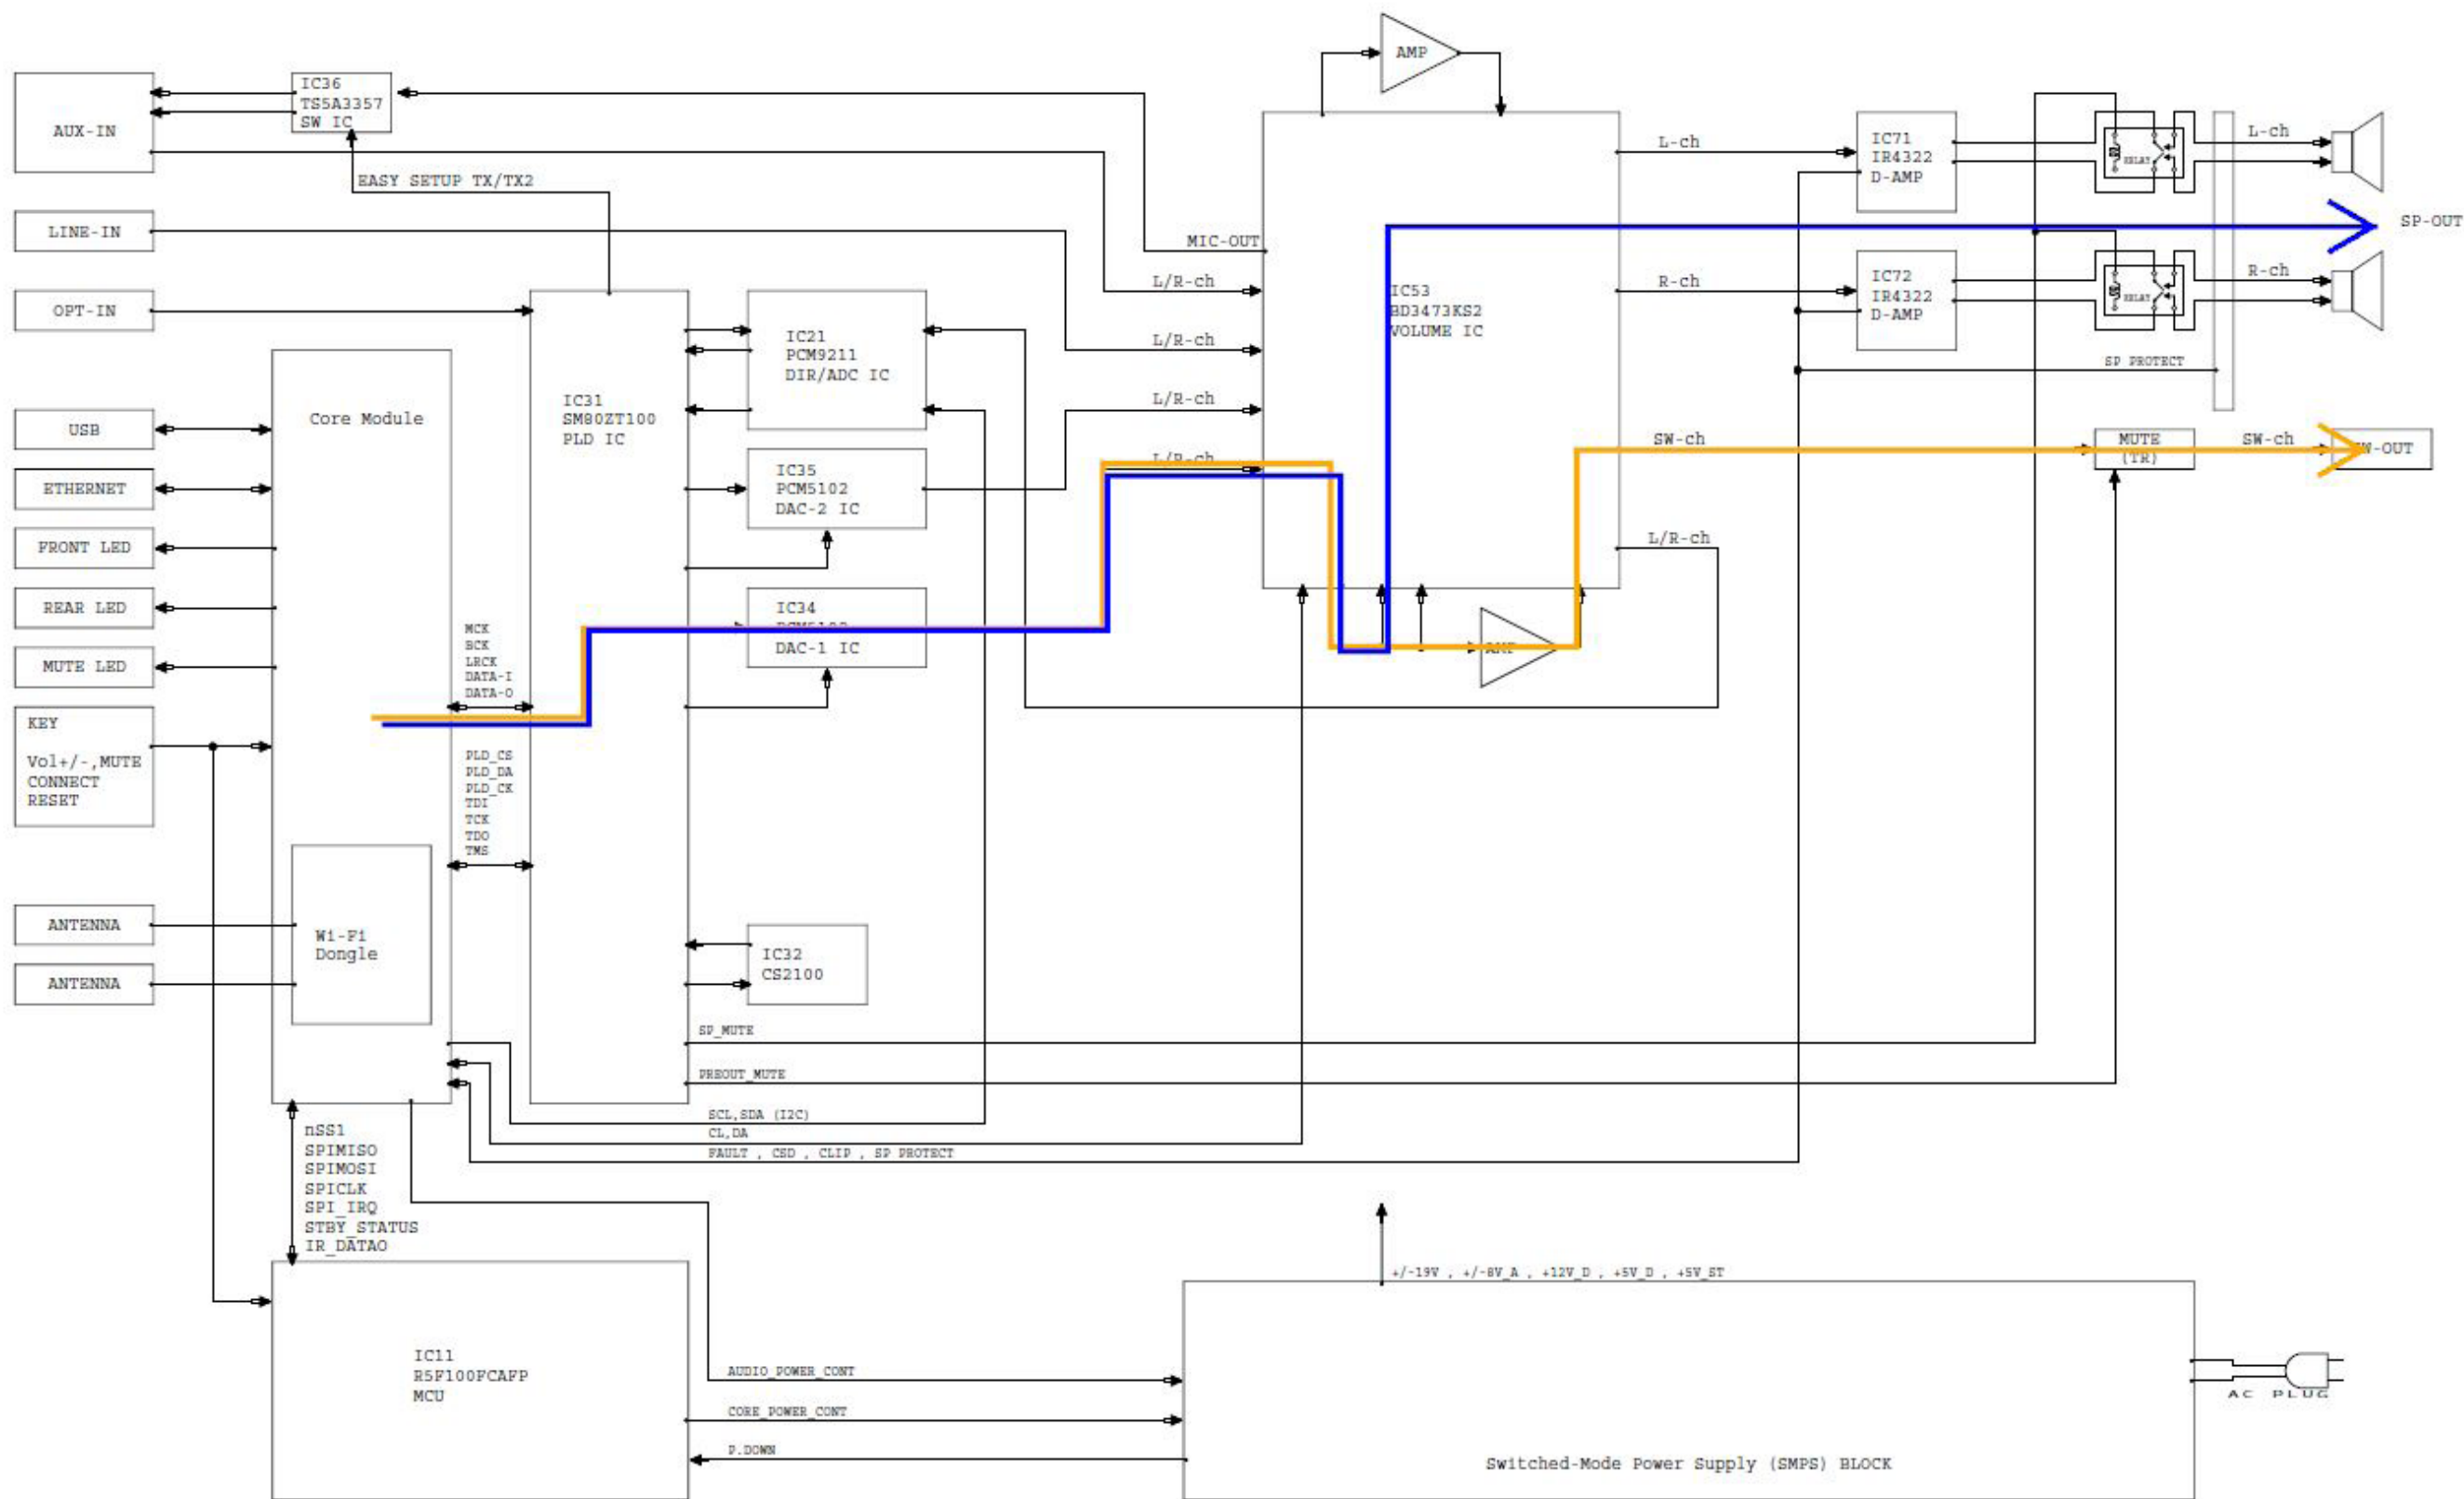 AMP
IC36
TS5A3357
SW IC
AUX-IN
EASY SETUP TX/TX2
LINE-IN
OPT-IN
MIC-OUT
L/R-ch
L/R-ch
L/R-ch
L/R-ch
IC53
BD3473KS2
VOLUME IC
L-ch
R-ch
IC71
IR4322
D-AMP
IC72
IR4322
D-AMP
RELAY
RELAY
L-ch
SP-OUT
R-ch
SP PROTECT
SW-ch
MUTE
(TR)
SW-ch
L/R-ch
AMP
IC21
PCM9211
DIR/ADC IC
IC31
SM80ZT100
PLD IC
IC35
PCM5102
DAC-2 IC
IC34
DAC-1 IC
Core Module
USB
ETHERNET
FRONT LED
REAR LED
MUTE LED
MCK
BCK
LRCK
DATA-I
DATA-O
KEY
Vol+/-,MUTE
CONNECT
RESET
PLD_CS
PLD_DA
PLD_CK
TDI
TCK
TDO
TMS
ANTENNA
ANTENNA
Wi-Fi
Dongle
IC32
CS2100
SP_MUTE
PREOUT_MUTE
SCL,SDA (I2C)
CL,DA
FAULT , CSD , CLIP , SP PROTECT
nSS1
SPIMISO
SPIMOSI
SPICLK
SPI_IRQ
STBY_STATUS
IR_DATAO
+/-19V , +/-8V_A , +12V_D , +5V_D , +5V_ST
IC11
R5F100FCAFP
MCU
AUDIO_POWER_CONT
CORE_POWER_CONT
P.DOWN
AC PLUG
Switched-Mode Power Supply (SMPS) BLOCK